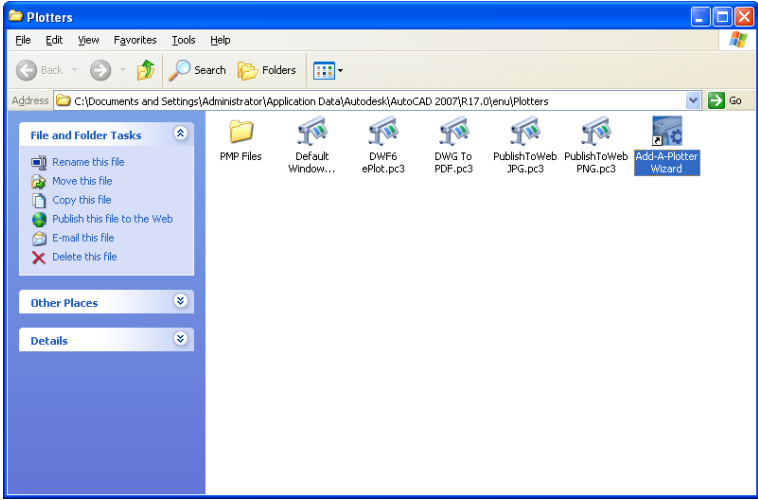 Plotters
File Edit View Favorites Tools Help
Back Search Folders
Address C:\Documents and Settings\Administrator\Application Data\Autodesk\AutoCAD 2007\R17.0\enu\Plotters Go
File and Folder Tasks
Rename this file
Move this file
Copy this file
Publish this file to the Web
E-mail this file
Delete this file
Other Places
Details
PMP Files
Default
Window...
DWF6
ePlot.pc3
DWG To
PDF.pc3
PublishToWeb
JPG.pc3
PublishToWeb
PNG.pc3
Add-A-Plotter
Wizard